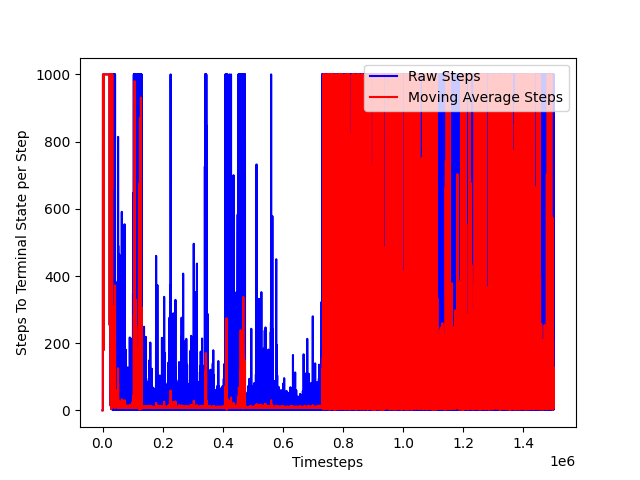 Raw Steps
Moving Average Steps
Steps To Terminal State per Step
1000
800
600
400
200
0
0.0 0.2 0.4 0.6 0.8 1.0 1.2 1.4
1e6
Timesteps